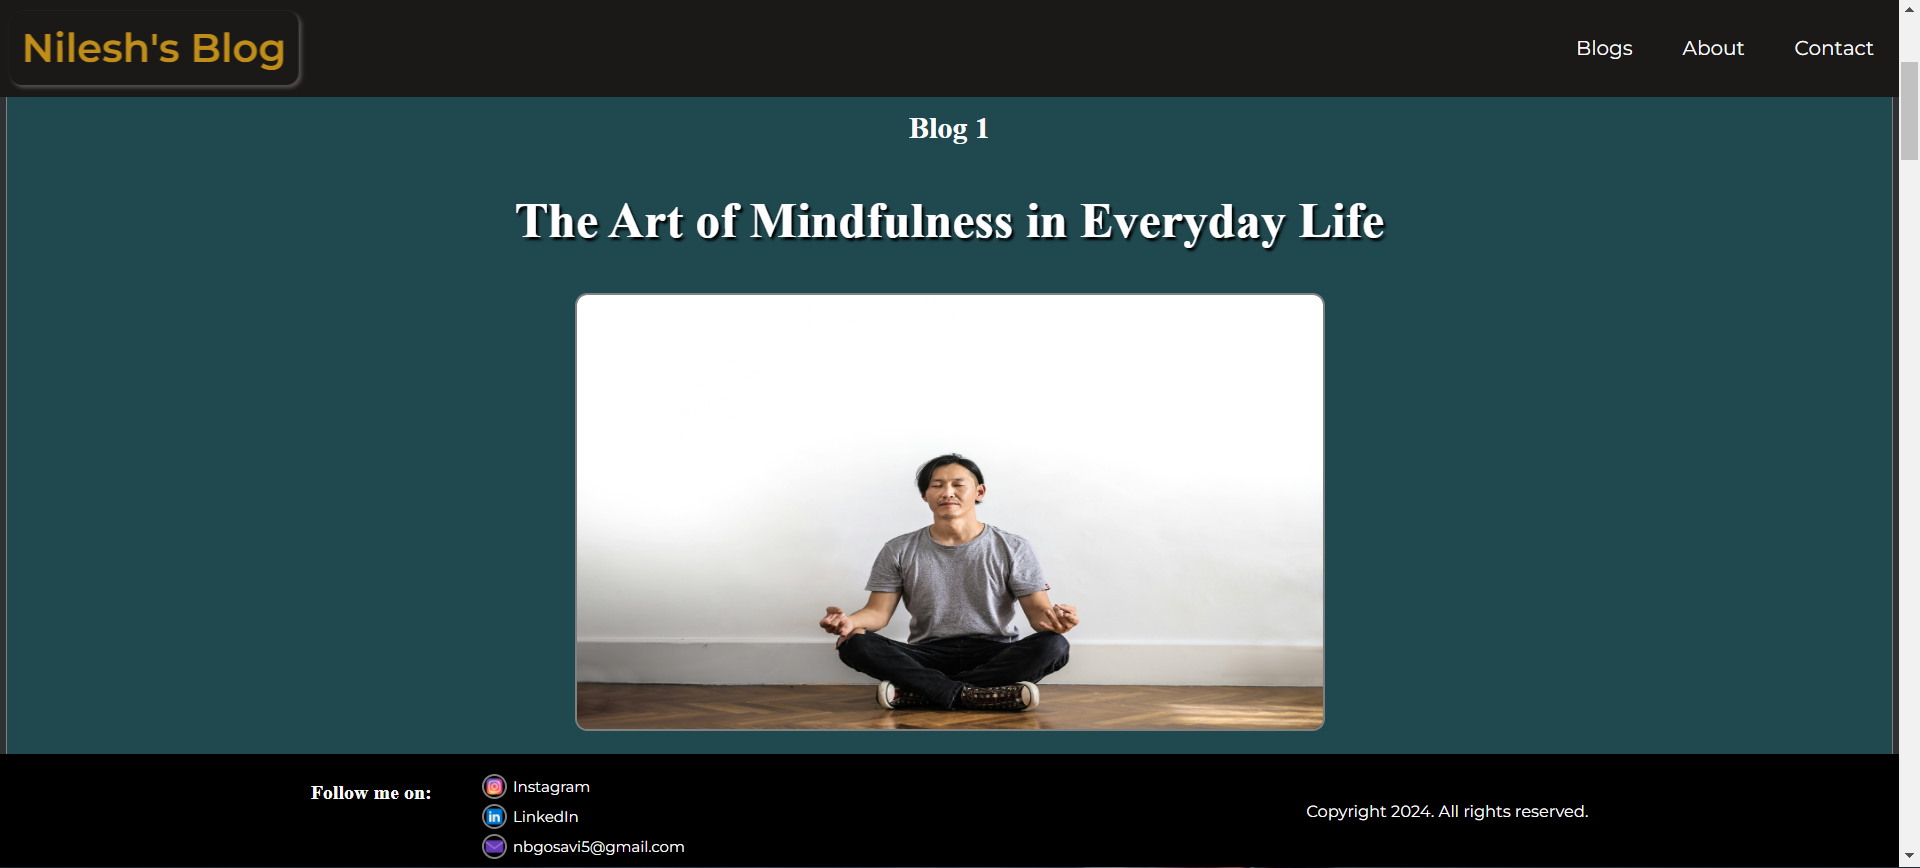 Nilesh's Blog
Blogs About Contact
Blog 1
The Art of Mindfulness in Everyday Life
Follow me on:
Instagram
LinkedIn
nbgosavi5@gmail.com
Copyright 2024. All rights reserved.